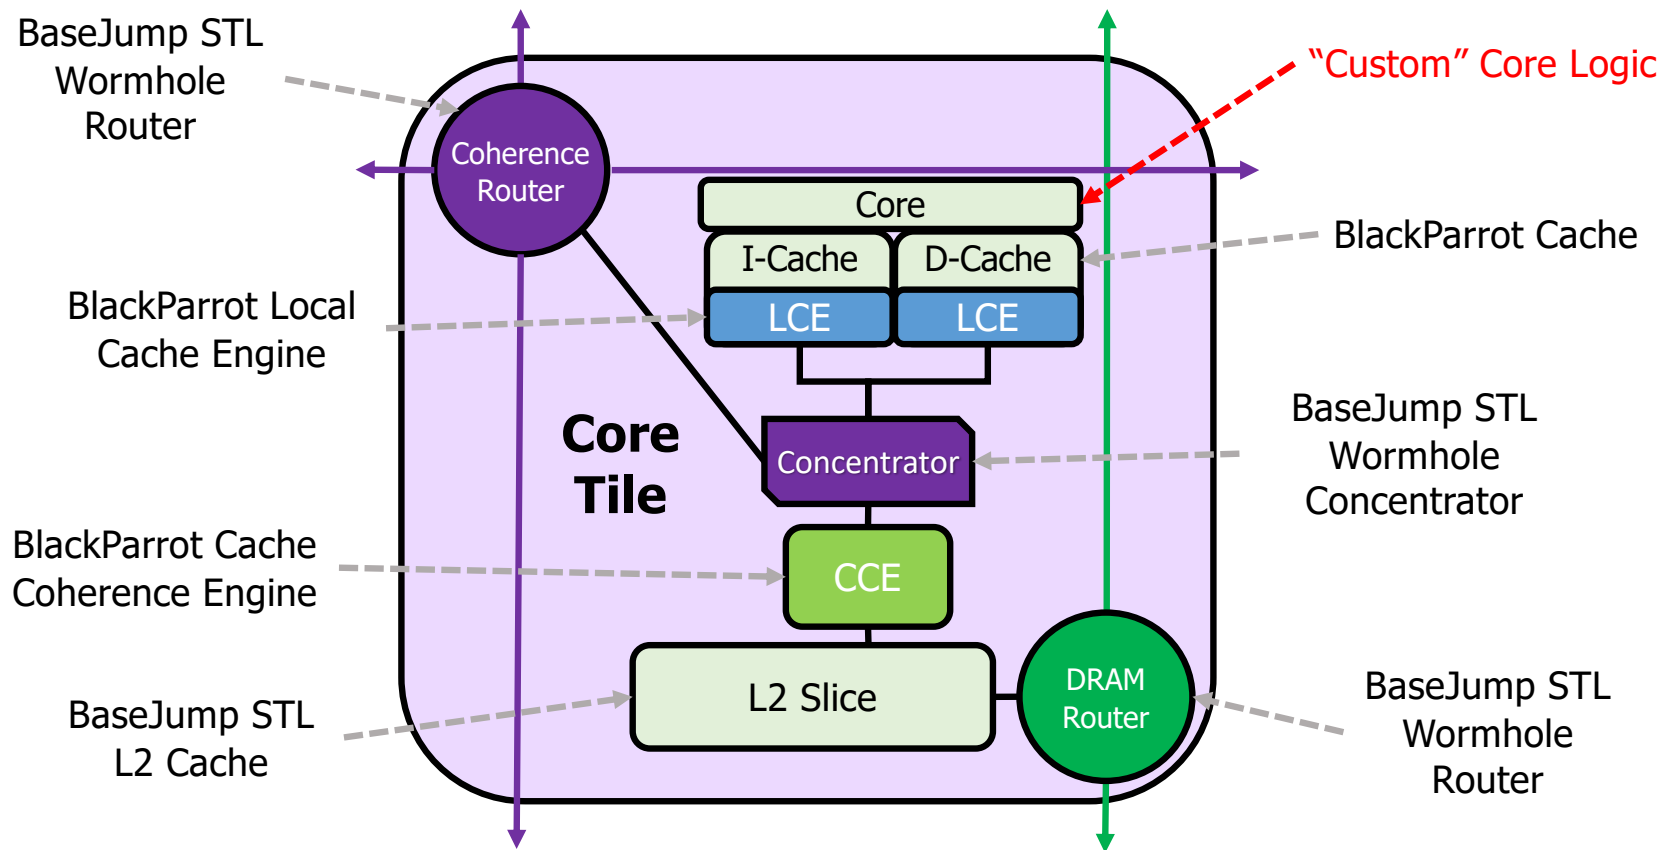 BaseJump STL
Wormhole
Router
“Custom” Core Logic
Coherence
Router
Core
BlackParrot Cache
I-Cache
D-Cache
BlackParrot Local
Cache Engine
LCE
LCE
Core
Tile
BaseJump STL
Wormhole
Concentrator
Concentrator
BlackParrot Cache
Coherence Engine
CCE
BaseJump STL
L2 Cache
L2 Slice
DRAM
Router
BaseJump STL
Wormhole
Router